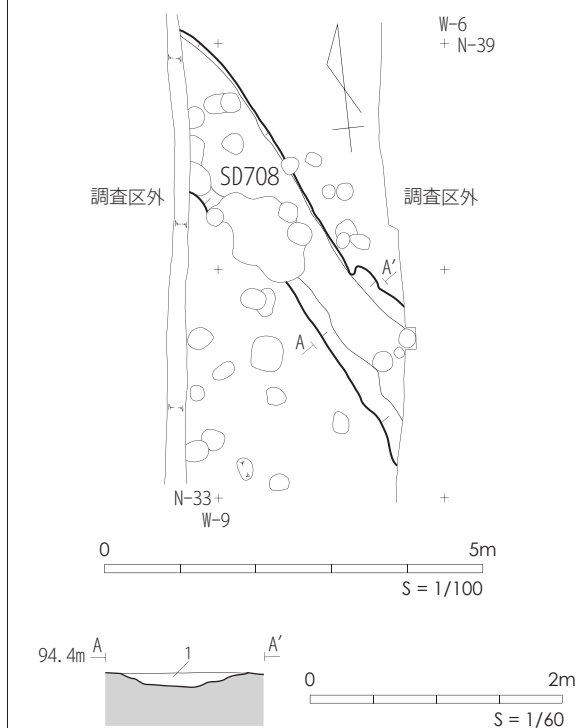 W-6
N-39
SD708
調査区外
調査区外
A'
A
N-33
W-9
0 5m
S = 1/100
94.4m A 1 A'
0 2m
S = 1/60